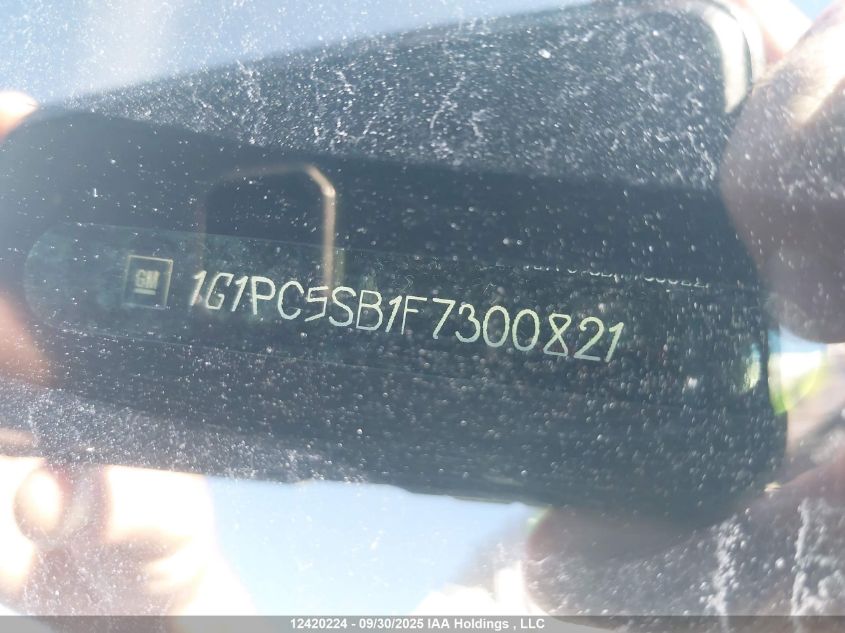 GM
1G1PC5SB1F7300821
12420224 - 09/30/2025 IAA Holdings , LLC